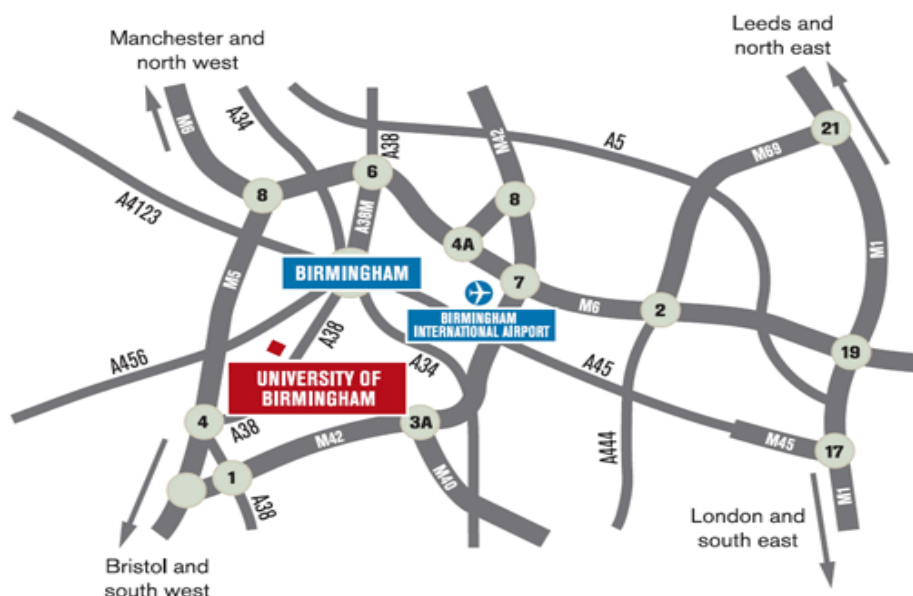 Manchester and
north west
Leeds and
north east
M6
A34
A38
M42
A5
21
M69
8
6
8
A4123
A38M
4A
M1
BIRMINGHAM
7
M5
M6
2
BIRMINGHAM
INTERNATIONAL AIRPORT
A38
19
A456
A34
A45
UNIVERSITY OF
BIRMINGHAM
4
A38
3A
M42
A444
M45
17
1
M40
A38
M1
London and
south east
Bristol and
south west